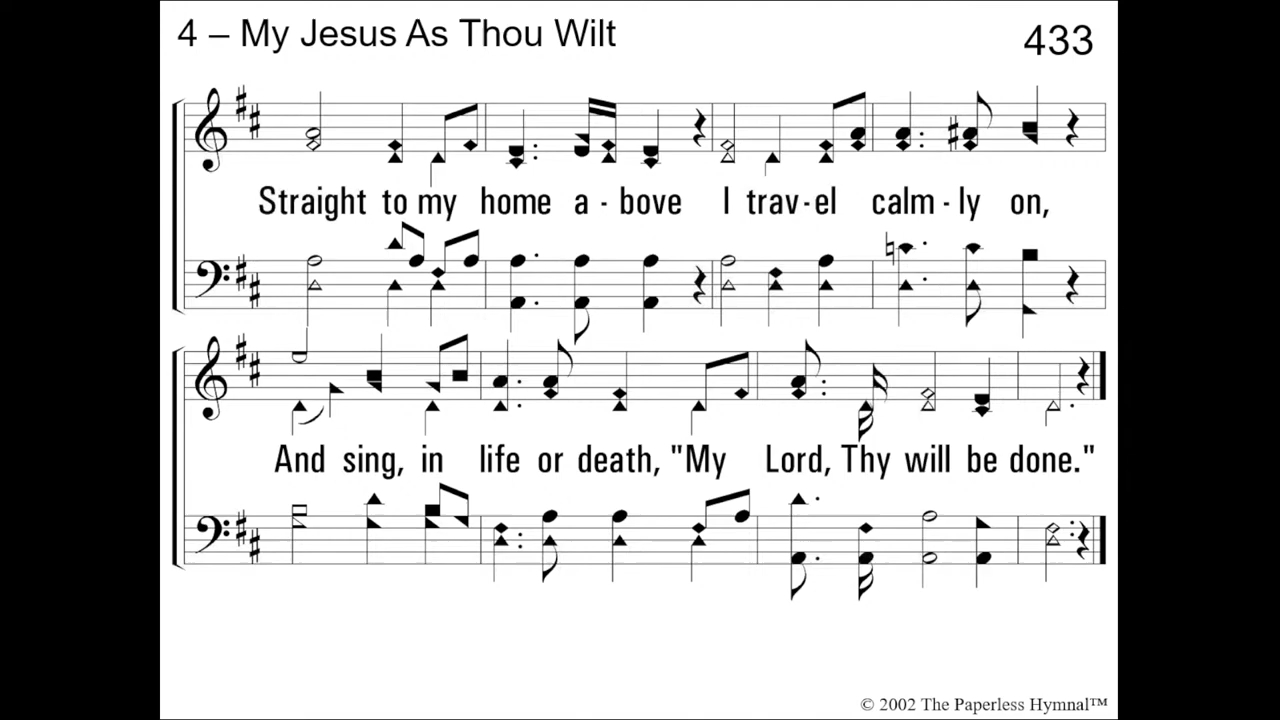 4 – My Jesus As Thou Wilt
433
Straight to my home a - bove I trav - el calm - ly on,
And sing, in life or death, "My Lord, Thy will be done."
© 2002 The Paperless Hymnal™